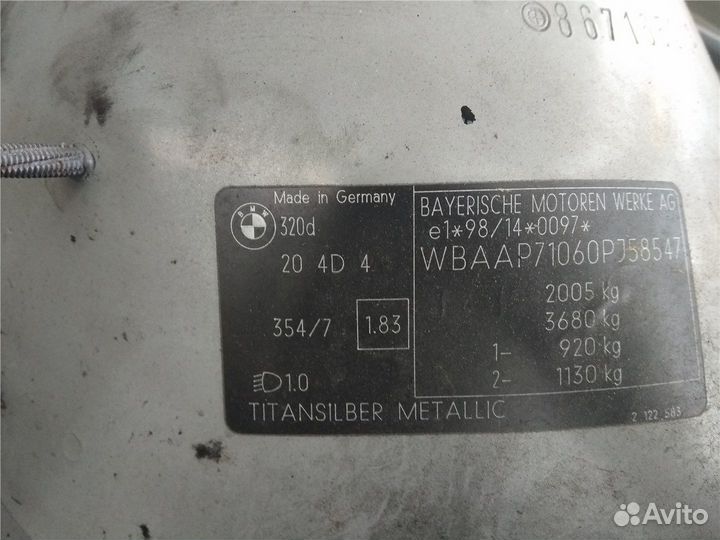 Made in Germany
BMW
320d
20 4D 4
354/7
1.83
1.0
TITANSILBER METALLIC
BAYERISCHE MOTOREN WERKE AG
e1*98/14*0097*
WBAAP71060PJ58547
2005 kg
3680 kg
1- 920 kg
2- 1130 kg
2 122 583
Avito